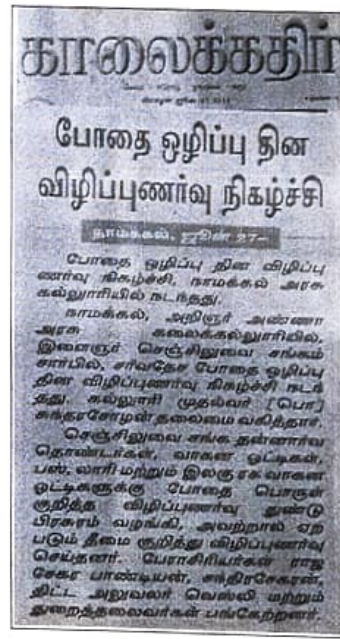 காலைக்கதிர்
போதை ஒழிப்பு தின
விழிப்புணர்வு நிகழ்ச்சி
நாமக்கல், ஜூன் 27–
போதை ஒழிப்பு தின விழிப்பு
ணர்வு நிகழ்ச்சி, நாமக்கல் அரசு
கல்லூரியில் நடந்தது.
நாமக்கல், அறிஞர் அண்ணா
அரசு கலைக்கல்லூரியில்,
இளைஞர் செஞ்சிலுவை சங்கம்
சார்பில், சர்வதேச போதை ஒழிப்பு
தின விழிப்புணர்வு நிகழ்ச்சி நடந்
தது. கல்லூரி முதல்வர் [பொ]
சுந்தரசோழன் தலைமை வகித்தார்.
செஞ்சிலுவை சங்க தன்னார்வ
தொண்டர்கள், வாகன ஓட்டிகள்,
பஸ், லாரி மற்றும் இலகு ரக வாகன
ஓட்டிகளுக்கு போதை பொருள்
குறித்த விழிப்புணர்வு துண்டு
பிரசுரம் வழங்கி, அவற்றால் ஏற்
படும் தீமை குறித்து விழிப்புணர்வு
செய்தனர். பேராசிரியர்கள் ராஜ
சேகர பாண்டியன், சந்திரசேகரன்,
திட்ட அலுவலர் வெஸ்லி மற்றும்
துறைத்தலைவர்கள் பங்கேற்றனர்.